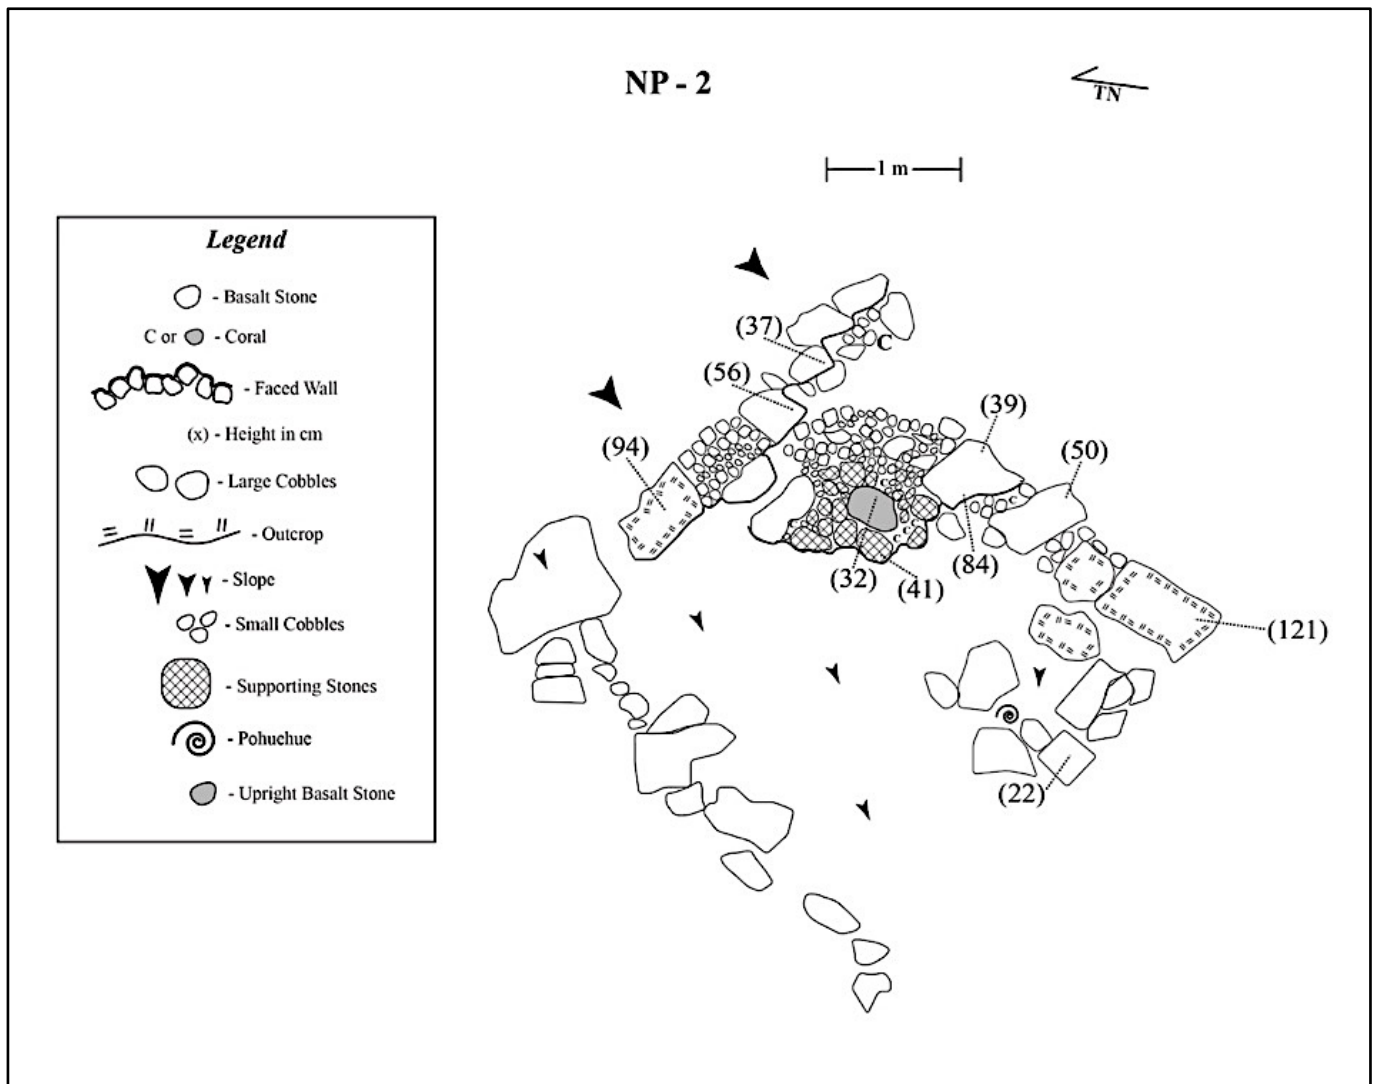 NP - 2
TN
1 m
Legend
- Basalt Stone
C or - Coral
- Faced Wall
(x) - Height in cm
- Large Cobbles
- Outcrop
- Slope
- Small Cobbles
- Supporting Stones
- Pohuehue
- Upright Basalt Stone
(37)
C
(56)
(39)
(94)
(50)
C
C
C
C
(32)
(41)
(84)
(121)
(22)